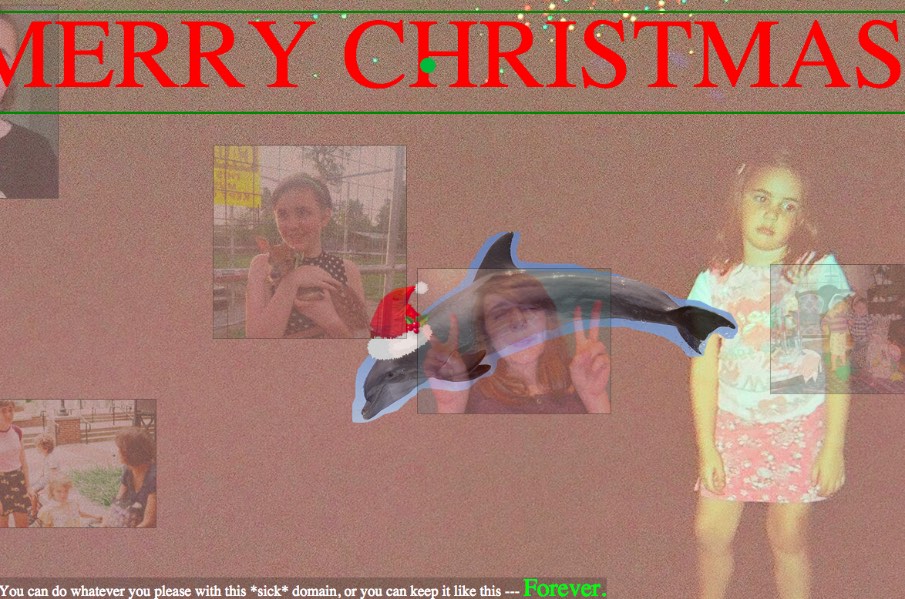 MERRY CHRISTMAS
You can do whatever you please with this *sick* domain, or you can keep it like this --- Forever.